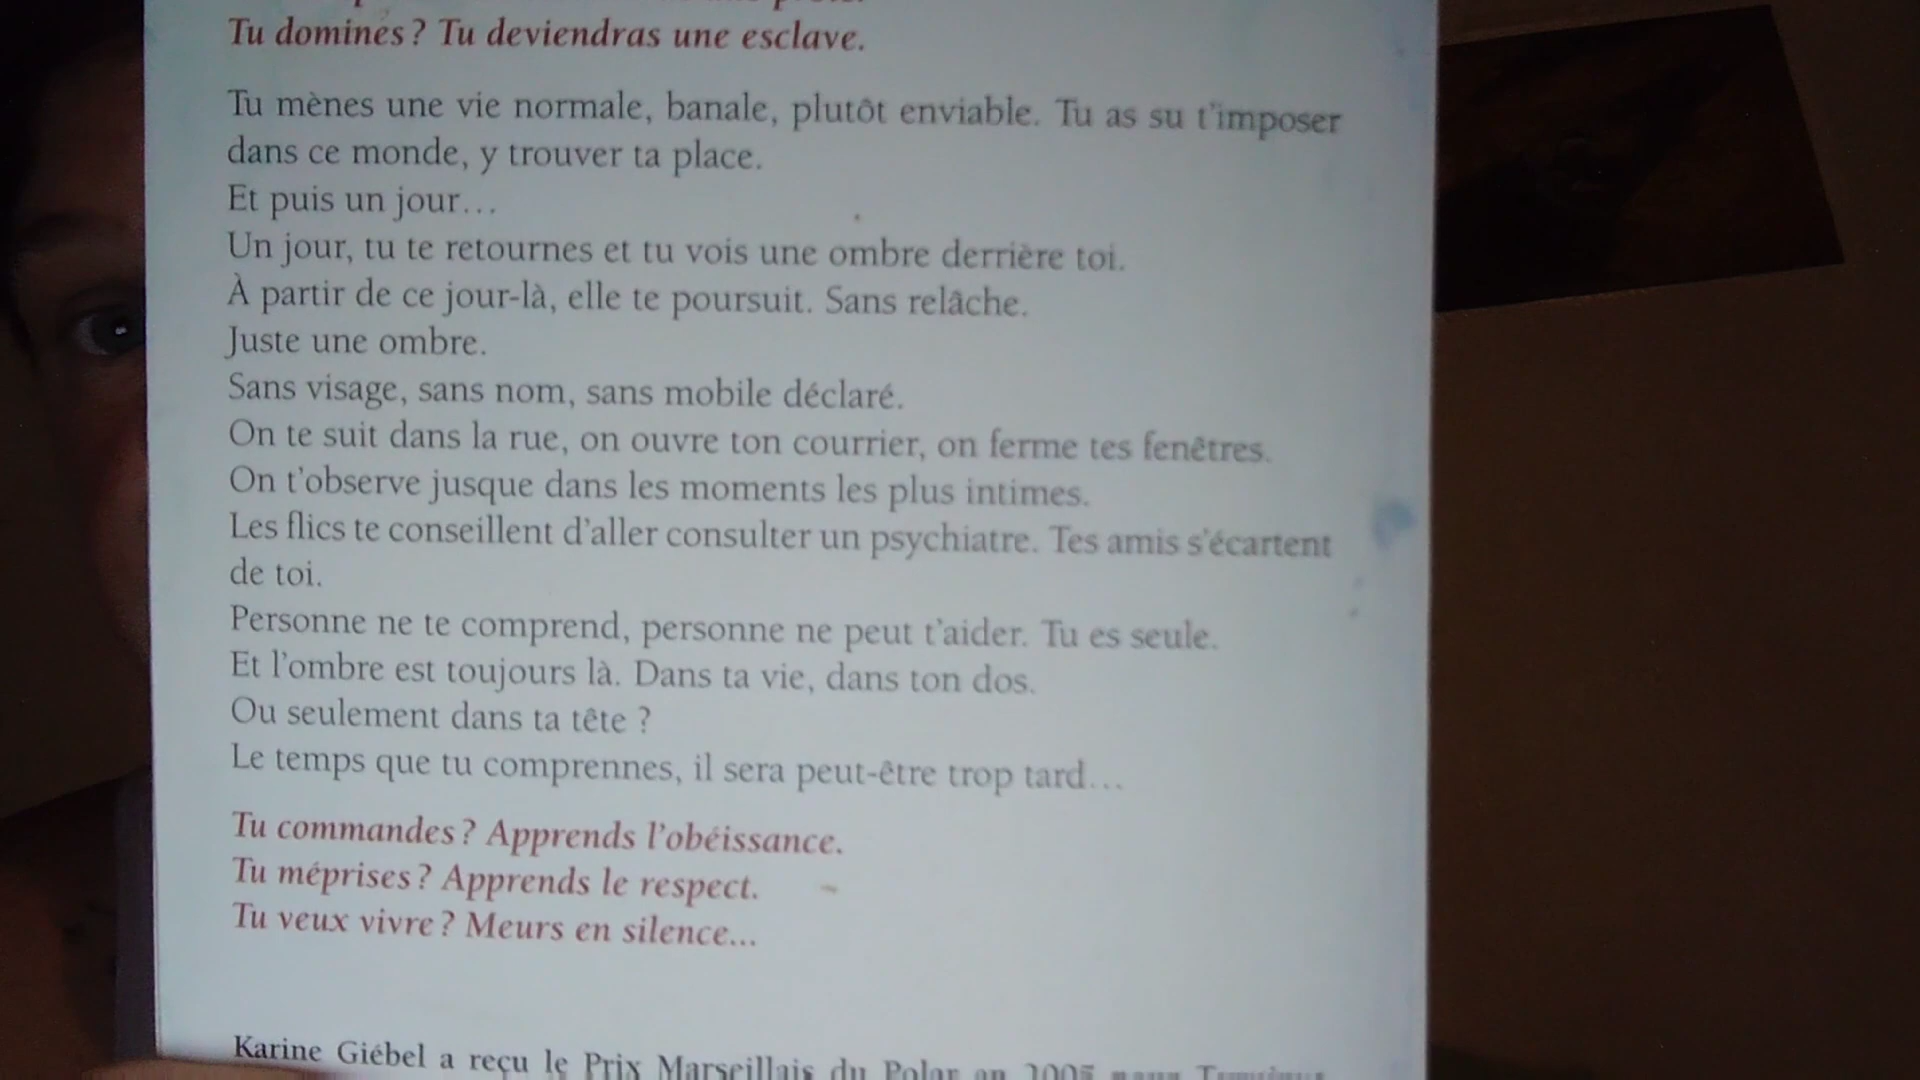 Tu domines ? Tu deviendras une esclave.
Tu mènes une vie normale, banale, plutôt enviable. Tu as su t'imposer
dans ce monde, y trouver ta place.
Et puis un jour…
Un jour, tu te retournes et tu vois une ombre derrière toi.
À partir de ce jour-là, elle te poursuit. Sans relâche.
Juste une ombre.
Sans visage, sans nom, sans mobile déclaré.
On te suit dans la rue, on ouvre ton courrier, on ferme tes fenêtres.
On t'observe jusque dans les moments les plus intimes.
Les flics te conseillent d'aller consulter un psychiatre. Tes amis s'écartent
de toi.
Personne ne te comprend, personne ne peut t'aider. Tu es seule.
Et l'ombre est toujours là. Dans ta vie, dans ton dos.
Ou seulement dans ta tête ?
Le temps que tu comprennes, il sera peut-être trop tard…
Tu commandes ? Apprends l'obéissance.
Tu méprises ? Apprends le respect.
Tu veux vivre ? Meurs en silence...
Karine Giébel a reçu le Prix Marseillais du Polar en 2005 pour